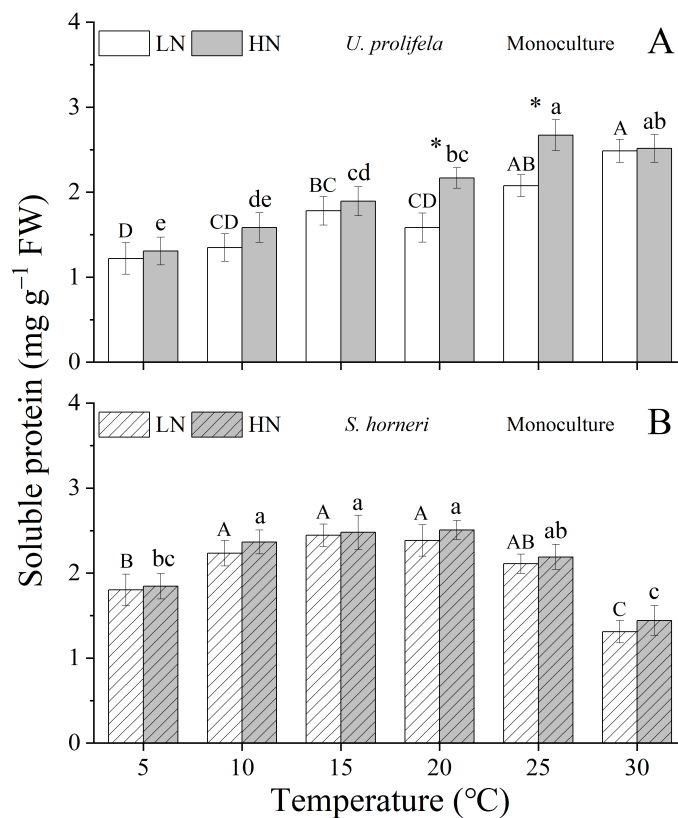 Soluble protein (mg g⁻¹ FW)
4
LN HN U. prolifela Monoculture A
3
2
1
0
D e CD de BC cd CD * bc AB * a A ab
4
LN HN S. horneri Monoculture B
3
2
1
0
B bc A a A a A a AB ab C c
5 10 15 20 25 30
Temperature (℃)